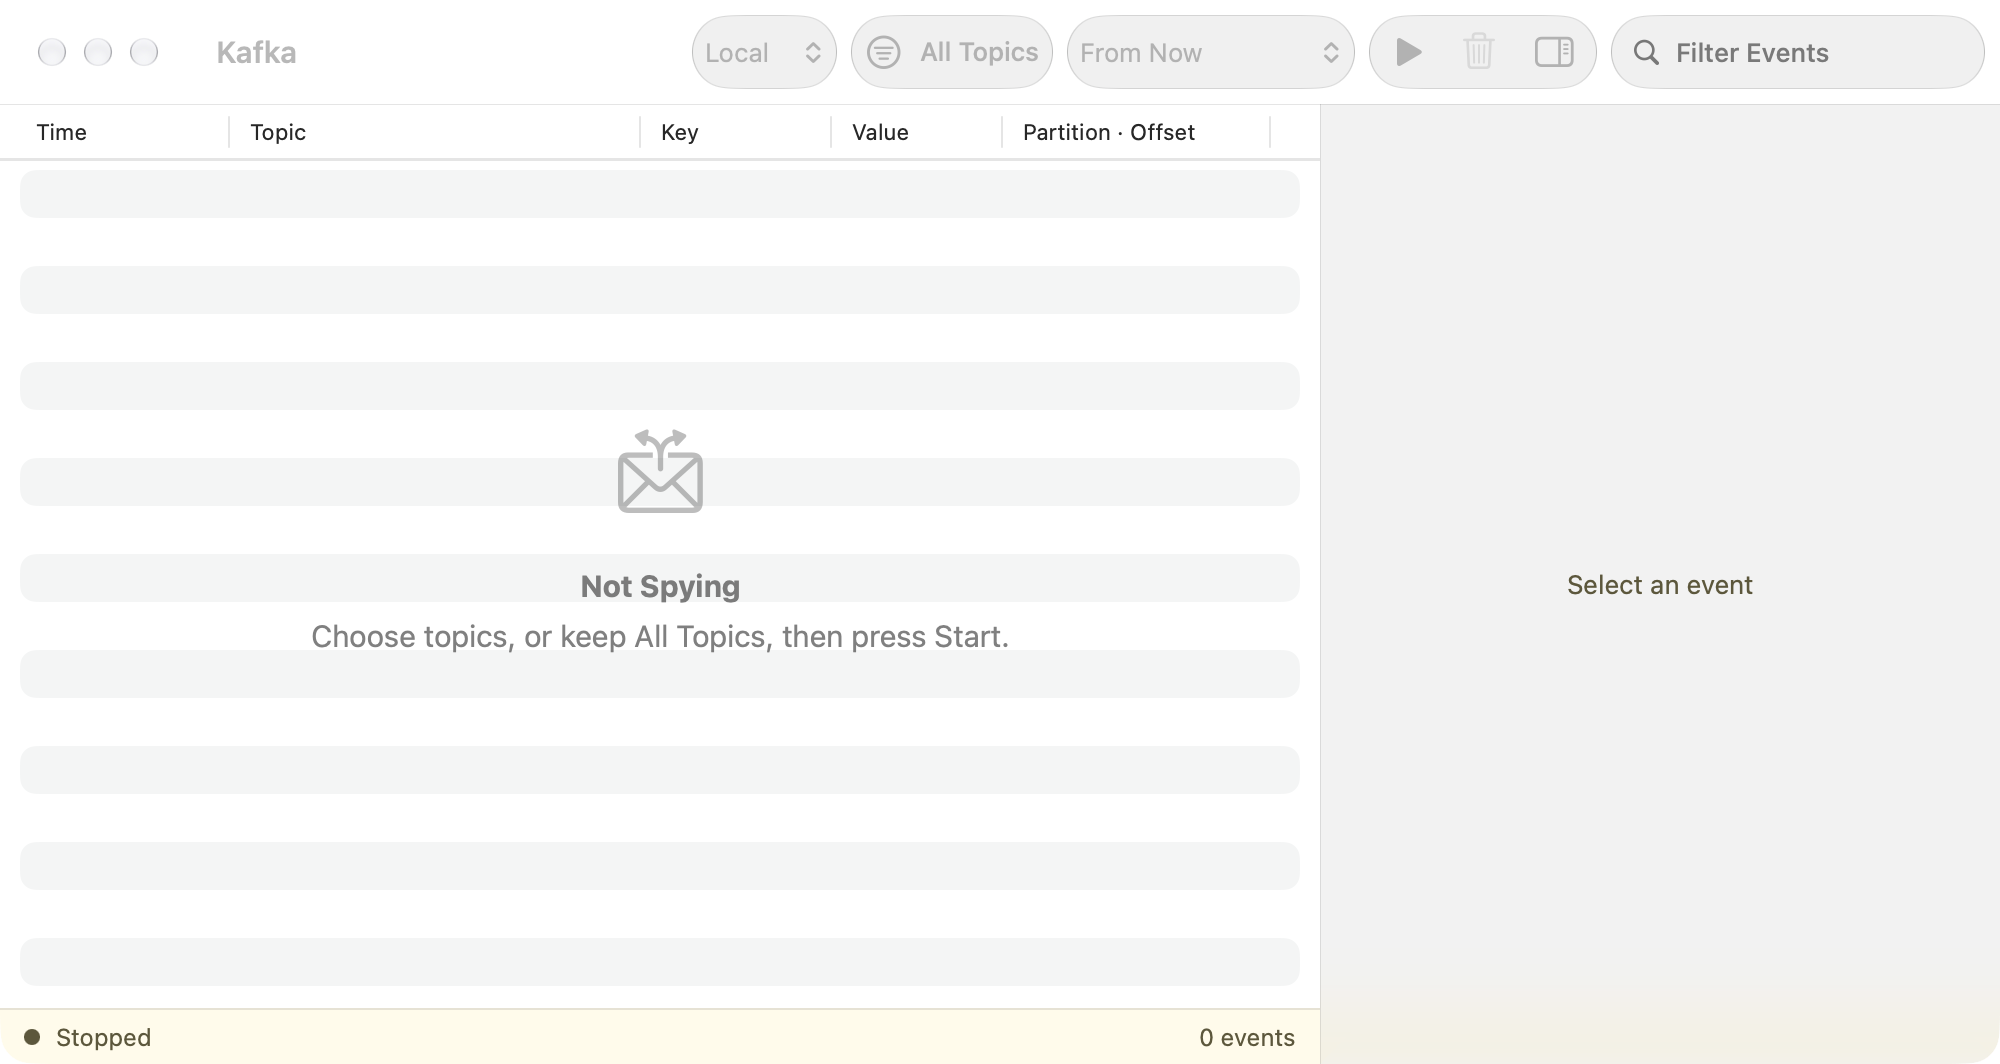 Kafka
Local
All Topics
From Now
Filter Events
Time
Topic
Key
Value
Partition · Offset
Not Spying
Choose topics, or keep All Topics, then press Start.
Select an event
Stopped
0 events